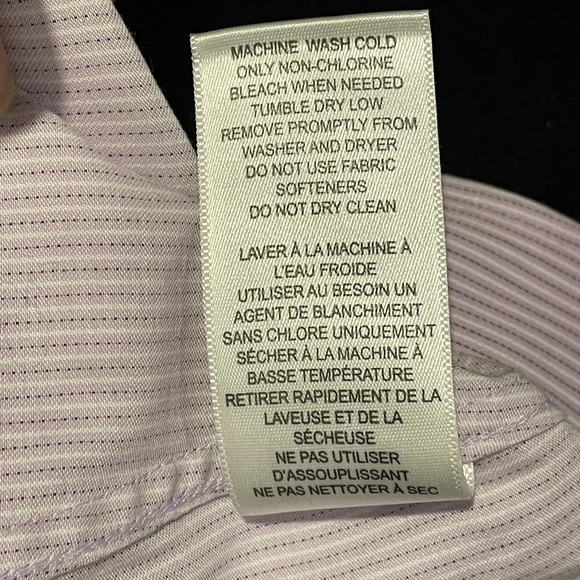 MACHINE WASH COLD
ONLY NON-CHLORINE
BLEACH WHEN NEEDED
TUMBLE DRY LOW
REMOVE PROMPTLY FROM
WASHER AND DRYER
DO NOT USE FABRIC
SOFTENERS
DO NOT DRY CLEAN
LAVER À LA MACHINE À
L'EAU FROIDE
UTILISER AU BESOIN UN
AGENT DE BLANCHIMENT
SANS CHLORE UNIQUEMENT
SÉCHER À LA MACHINE À
BASSE TEMPÉRATURE
RETIRER RAPIDEMENT DE LA
LAVEUSE ET DE LA
SÉCHEUSE
NE PAS UTILISER
D'ASSOUPLISSANT
NE PAS NETTOYER À SEC